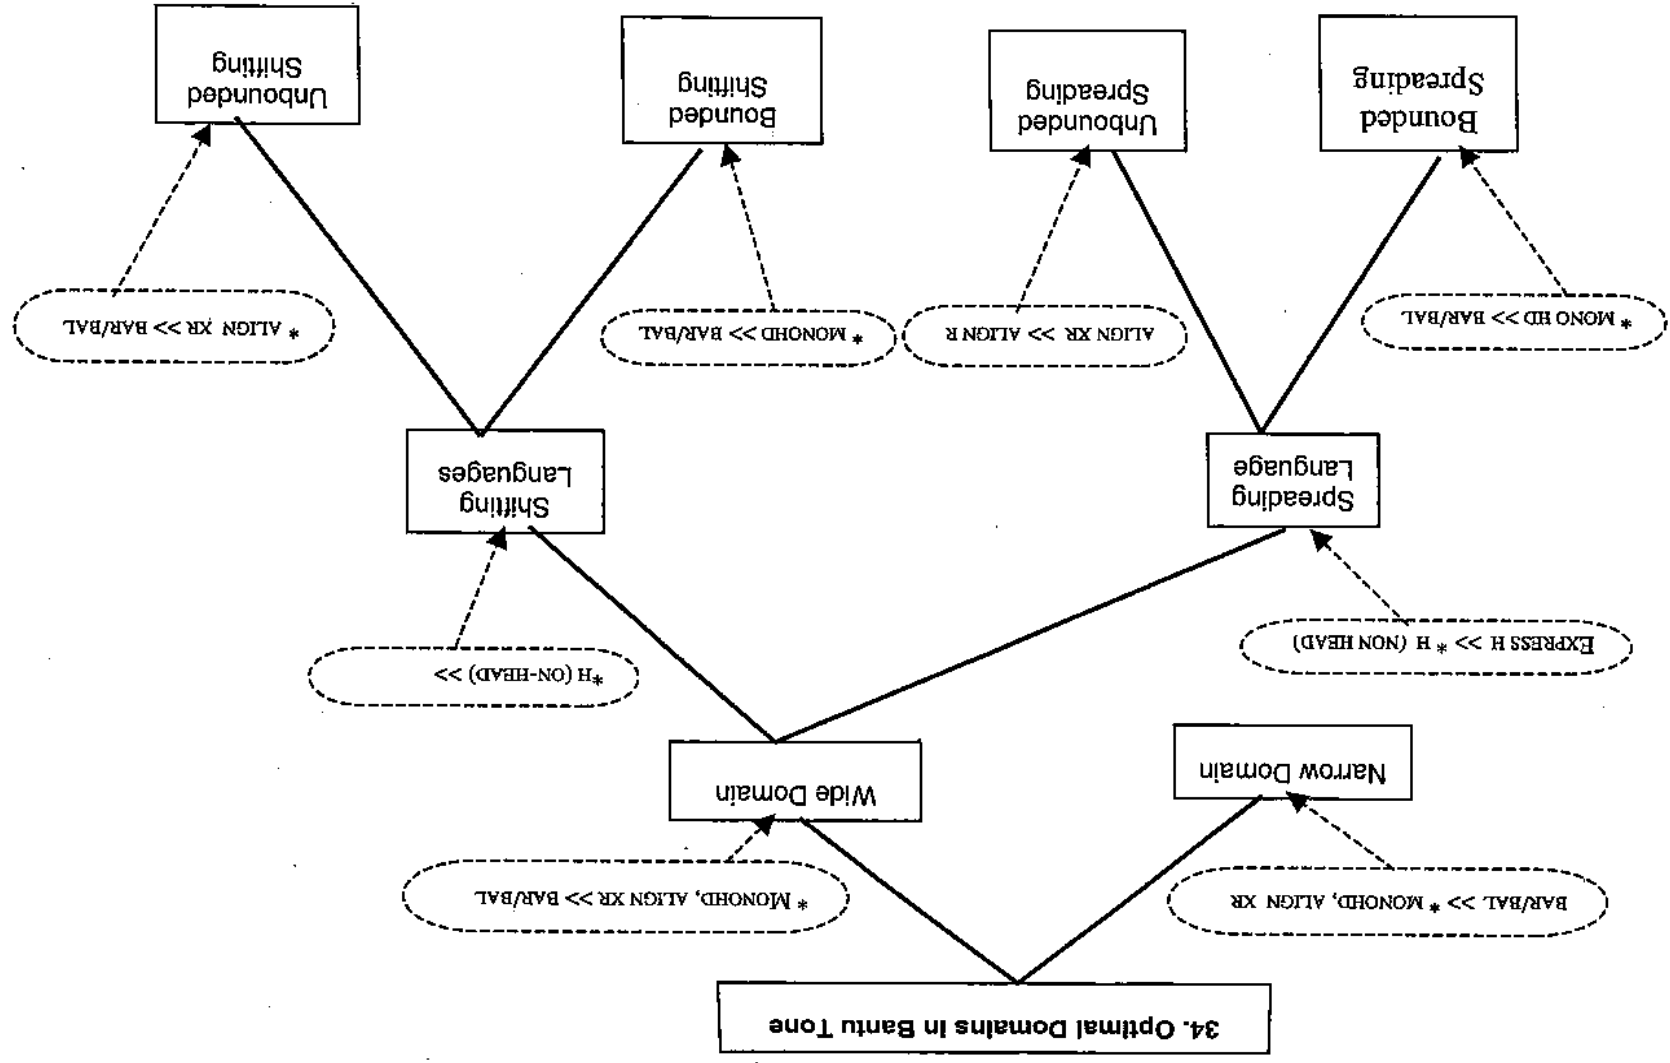 34. Optimal Domains in Bantu Tone
BAR/BAL >> * MONOHD, ALIGN XR
* MONOHD, ALIGN XR >> BAR/BAL
Narrow Domain
Wide Domain
EXPRESS H >> * H (NON HEAD)
*H (ON-HEAD) >>
Spreading
Language
Shifting
Languages
* MONO HD >> BAR/BAL
ALIGN XR >> ALIGN R
* MONOHD >> BAR/BAL
* ALIGN XR >> BAR/BAL
Bounded
Spreading
Unbounded
Spreading
Bounded
Shifting
Unbounded
Shifting